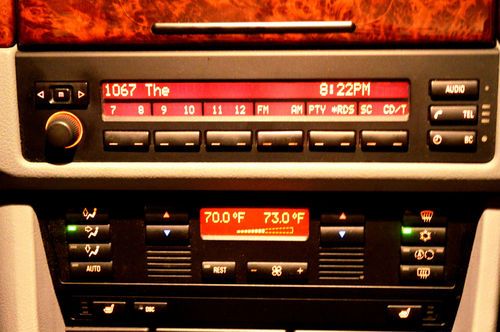 1067 The 8:22PM
AUDIO
7 8 9 10 11 12 FM AM PTY *RDS SC CD/T
m
TEL
BC
70.0°F 73.0°F
AUTO
REST - +
DSC